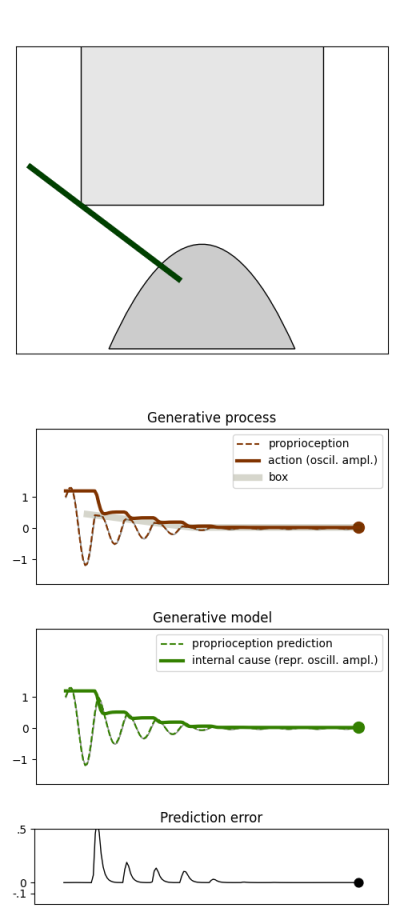 Generative process
proprioception
action (oscil. ampl.)
box
1
0
−1
Generative model
proprioception prediction
internal cause (repr. oscill. ampl.)
1
0
−1
Prediction error
.5
0
-.1